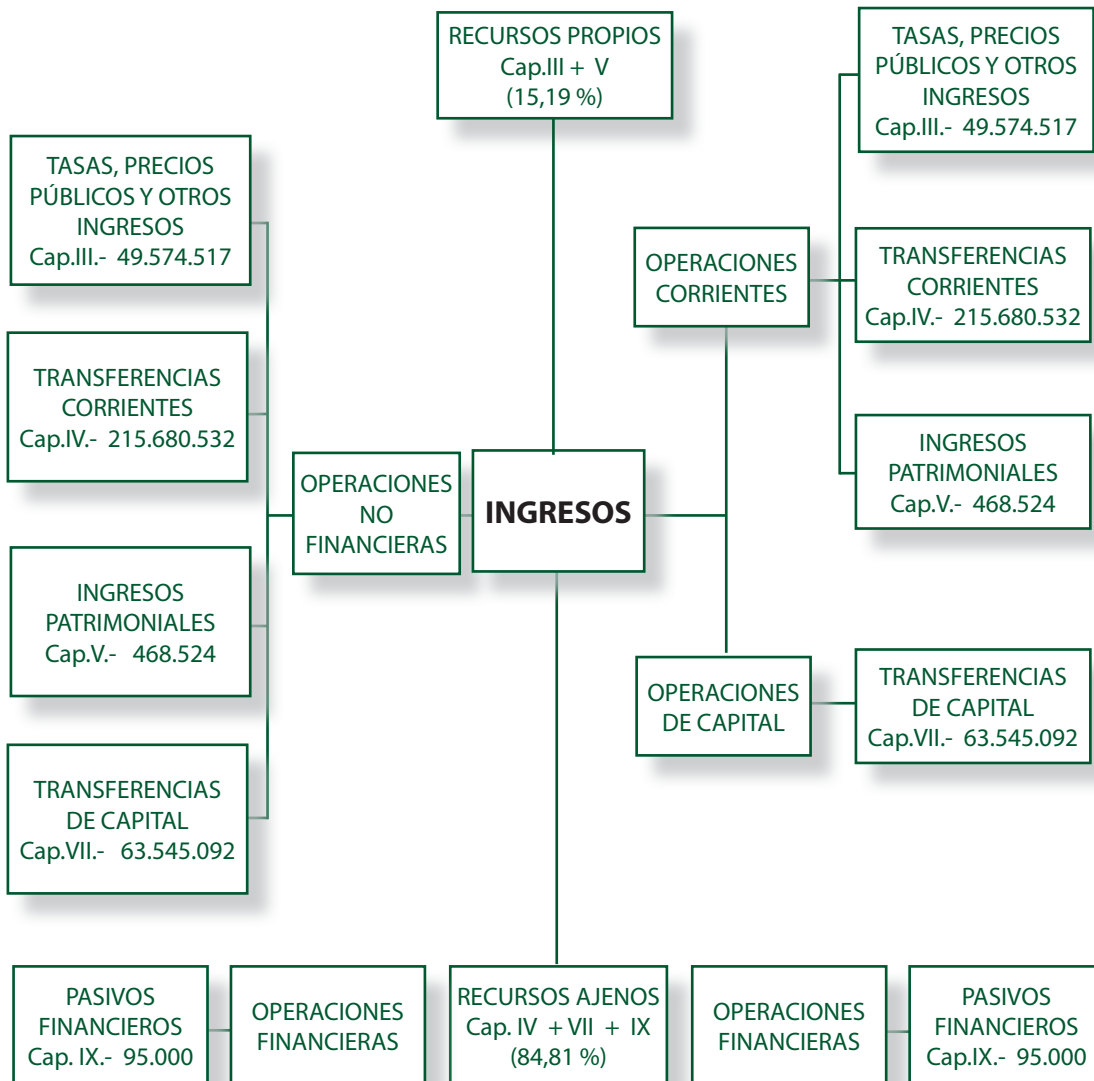 RECURSOS PROPIOS
Cap.III + V
(15,19 %)
TASAS, PRECIOS
PÚBLICOS Y OTROS
INGRESOS
Cap.III.- 49.574.517
TASAS, PRECIOS
PÚBLICOS Y OTROS
INGRESOS
Cap.III.- 49.574.517
OPERACIONES
CORRIENTES
TRANSFERENCIAS
CORRIENTES
Cap.IV.- 215.680.532
TRANSFERENCIAS
CORRIENTES
Cap.IV.- 215.680.532
INGRESOS
PATRIMONIALES
Cap.V.- 468.524
OPERACIONES
NO
FINANCIERAS
INGRESOS
INGRESOS
PATRIMONIALES
Cap.V.- 468.524
OPERACIONES
DE CAPITAL
TRANSFERENCIAS
DE CAPITAL
Cap.VII.- 63.545.092
TRANSFERENCIAS
DE CAPITAL
Cap.VII.- 63.545.092
PASIVOS
FINANCIEROS
Cap. IX.- 95.000
OPERACIONES
FINANCIERAS
RECURSOS AJENOS
Cap. IV + VII + IX
(84,81 %)
OPERACIONES
FINANCIERAS
PASIVOS
FINANCIEROS
Cap.IX.- 95.000